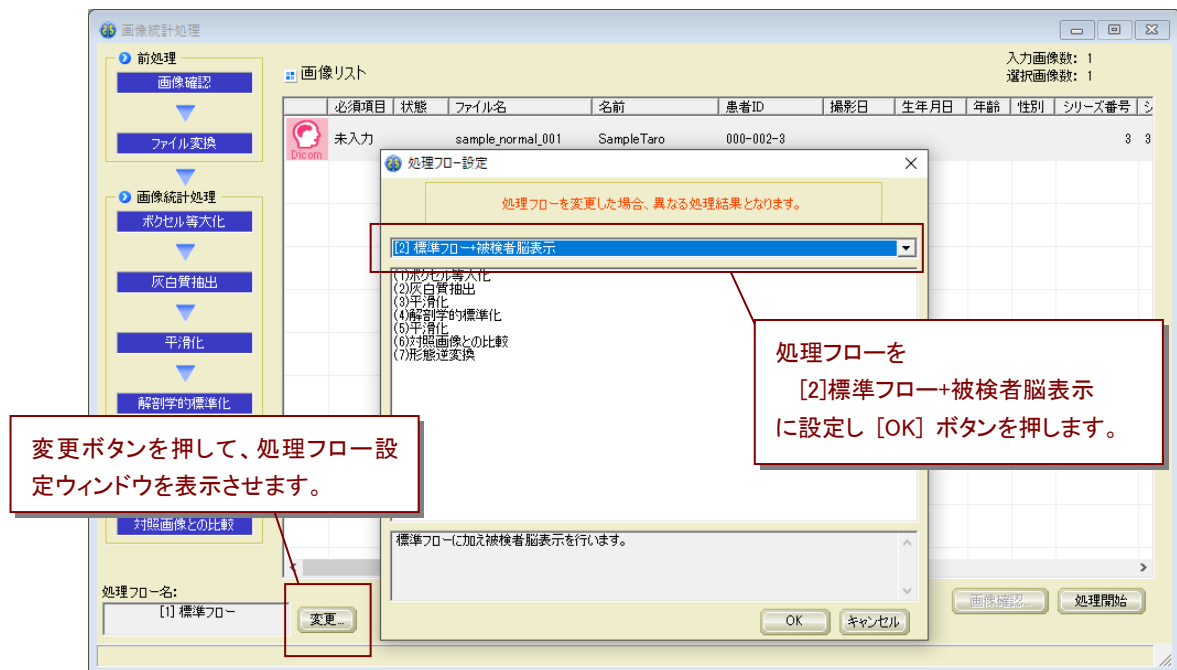 画像統計処理
前処理
画像確認
ファイル変換
画像統計処理
ボクセル等大化
灰白質抽出
平滑化
解剖学的標準化
対照画像との比較
処理フロー名:
[1] 標準フロー
変更...
画像リスト
入力画像数: 1
選択画像数: 1
必須項目 状態 ファイル名 名前 患者ID 撮影日 生年月日 年齢 性別 シリーズ番号 シ
Dicom 未入力 sample_normal_001 SampleTaro 000-002-3 3 3
処理フロー設定
処理フローを変更した場合、異なる処理結果となります。
[2] 標準フロー+被検者脳表示
(1)ボクセル等大化
(2)灰白質抽出
(3)平滑化
(4)解剖学的標準化
(5)平滑化
(6)対照画像との比較
(7)形態逆変換
標準フローに加え被検者脳表示を行います。
OK キャンセル
画像確認... 処理開始
処理フローを
[2]標準フロー+被検者脳表示
に設定し [OK] ボタンを押します。
変更ボタンを押して、処理フロー設
定ウィンドウを表示させます。